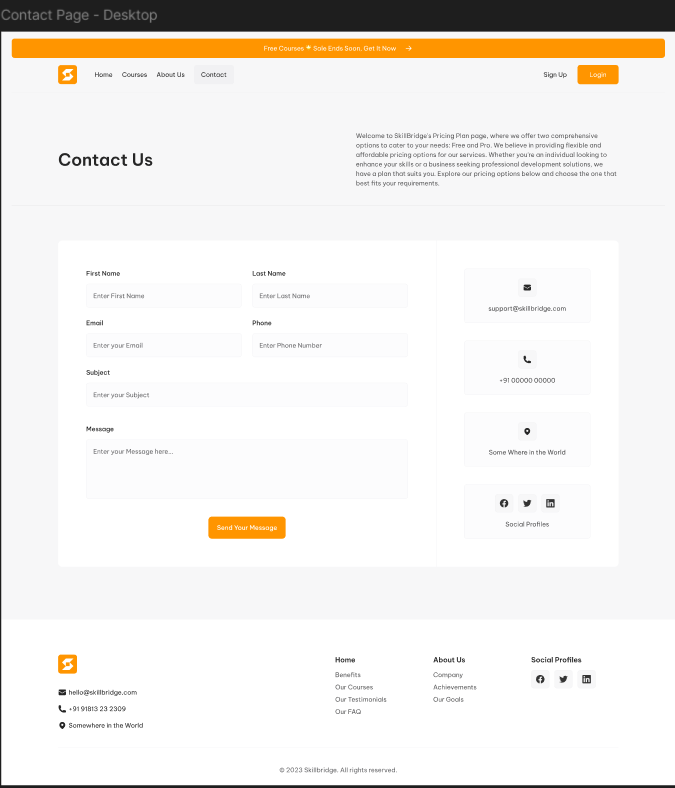 Contact Page - Desktop
Free Courses 🌟 Sale Ends Soon, Get It Now →
Home Courses About Us Contact
Sign Up Login
Contact Us
Welcome to SkillBridge's Pricing Plan page, where we offer two comprehensive
options to cater to your needs: Free and Pro. We believe in providing flexible and
affordable pricing options for our services. Whether you're an individual looking to
enhance your skills or a business seeking professional development solutions, we
have a plan that suits you. Explore our pricing options below and choose the one that
best fits your requirements.
First Name Last Name
Enter First Name Enter Last Name
Email Phone
Enter your Email Enter Phone Number
Subject
Enter your Subject
Message
Enter your Message here...
Send Your Message
support@skillbridge.com
+91 00000 00000
Some Where in the World
Social Profiles
hello@skillbridge.com
+91 91813 23 2309
Somewhere in the World
Home
Benefits
Our Courses
Our Testimonials
Our FAQ
About Us
Company
Achievements
Our Goals
Social Profiles
© 2023 Skillbridge. All rights reserved.